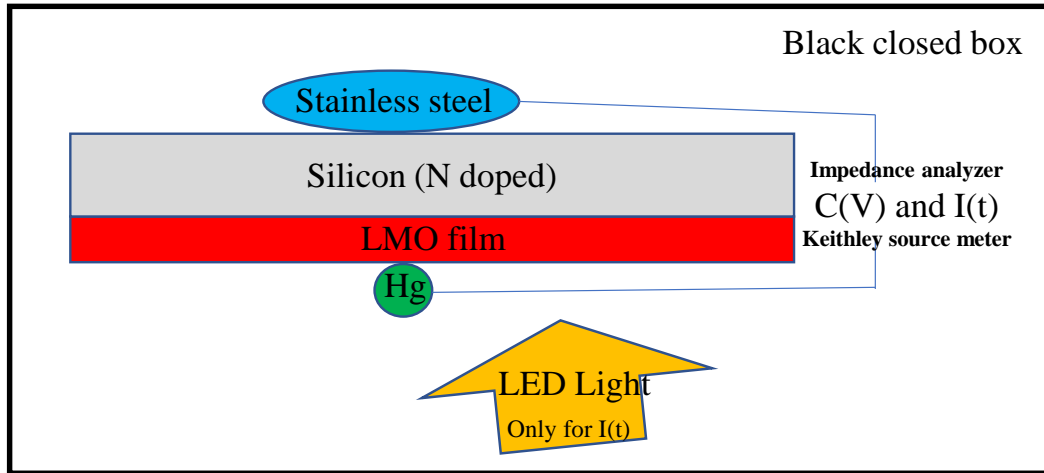 Black closed box
Stainless steel
Silicon (N doped)
Impedance analyzer
C(V) and I(t)
Keithley source meter
LMO film
Hg
LED Light
Only for I(t)